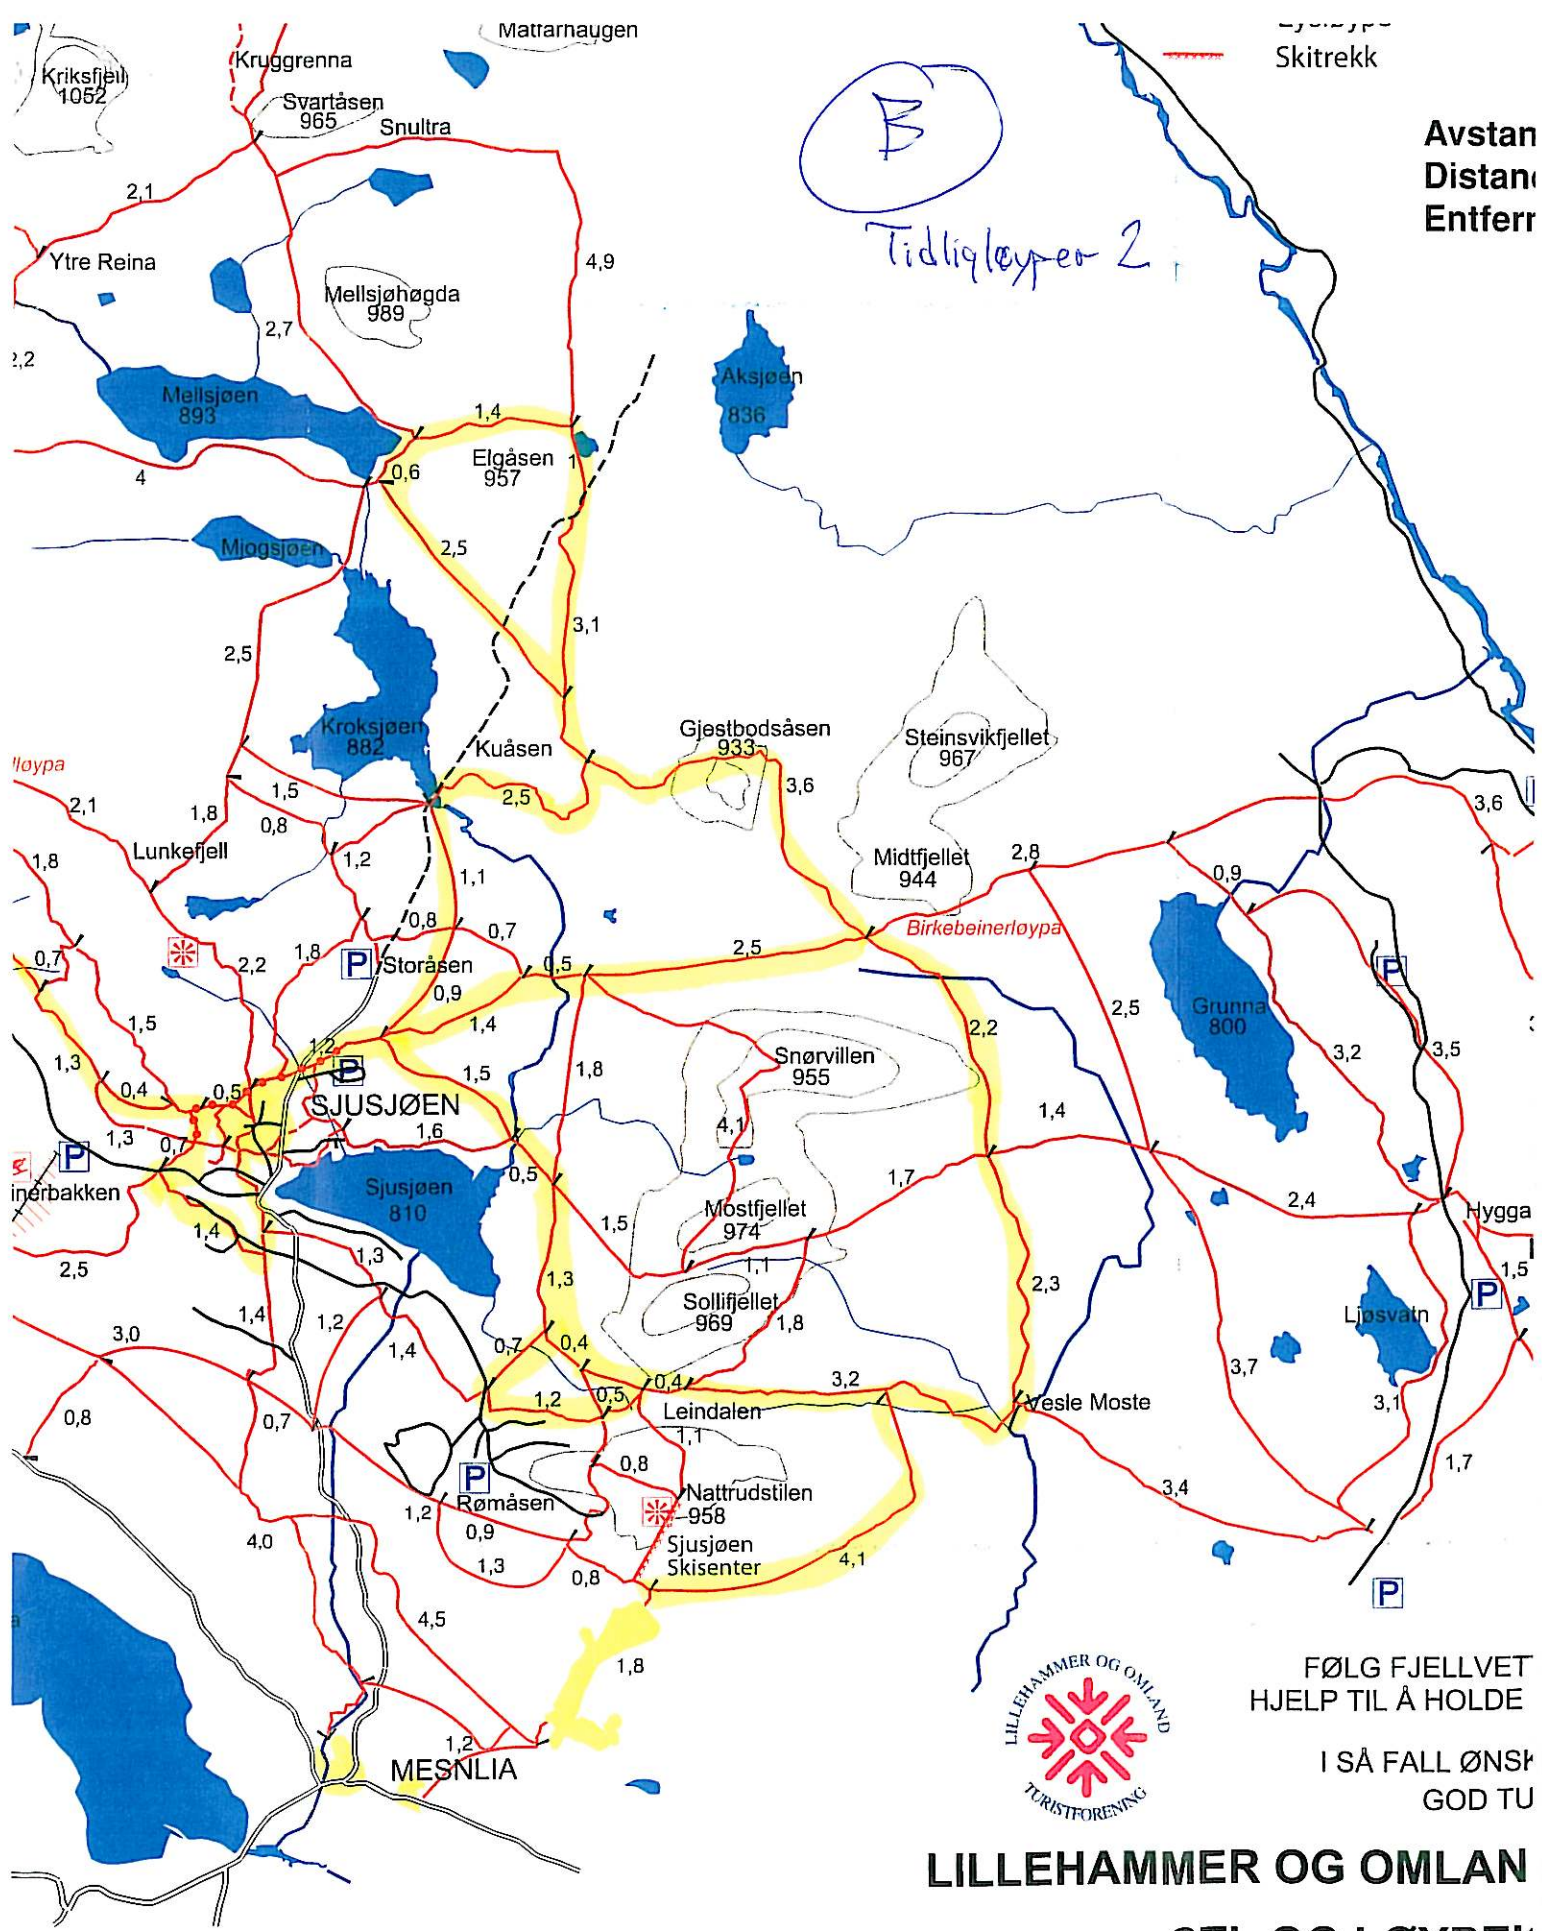 Matfarhaugen
Skitrekk
Kruggrenna
Kriksfjell
1052
Svartåsen
965
Snultra
B
Avstan
Distan
Entferr
2,1
Tidligløyper 2
Ytre Reina
4,9
Mellsjøhøgda
989
2,7
2,2
Mellsjøen
893
1,4
Aksjøen
836
Elgåsen
957
1
0,6
4
2,5
Mjogsjøen
3,1
2,5
Kroksjøen
882
Kuåsen
Gjestbodsåsen
933
Steinsvikfjellet
967
løypa
2,1
1,5
2,5
3,6
3,6
1,8
0,8
Lunkefjell
1,2
1,8
1,1
Midtfjellet
944
2,8
0,9
0,8
0,7
Birkebeinerløypa
1,8
2,5
0,7
P
Storåsen
0,5
P
2,2
0,9
1,4
2,5
Grunna
800
1,5
2,2
1,2
3,2
3,5
1,3
P
1,5
1,8
Snørvillen
955
0,4
0,5
SJUSJØEN
1,4
4,1
1,3
0,7
1,6
P
0,5
inerbakken
Sjusjøen
810
1,7
Mostfjellet
974
2,4
Hygga
1,4
1,5
1,3
2,5
1,1
1,3
2,3
1,5
P
Sollifjellet
969
Ljøsvatn
1,4
1,2
1,8
3,0
1,4
0,7
0,4
3,7
0,4
3,2
1,2
0,5
Leindalen
Vesle Moste
3,1
0,8
0,7
1,1
0,8
1,7
P
Nattrudstilen
958
3,4
Rømåsen
1,2
0,9
4,0
Sjusjøen
Skisenter
1,3
0,8
4,1
P
4,5
1,8
LILLEHAMMER OG OMLAND
TURISTFORENING
FØLG FJELLVET
HJELP TIL Å HOLDE
1,2
MESNLIA
I SÅ FALL ØNSK
GOD TU
LILLEHAMMER OG OMLAN